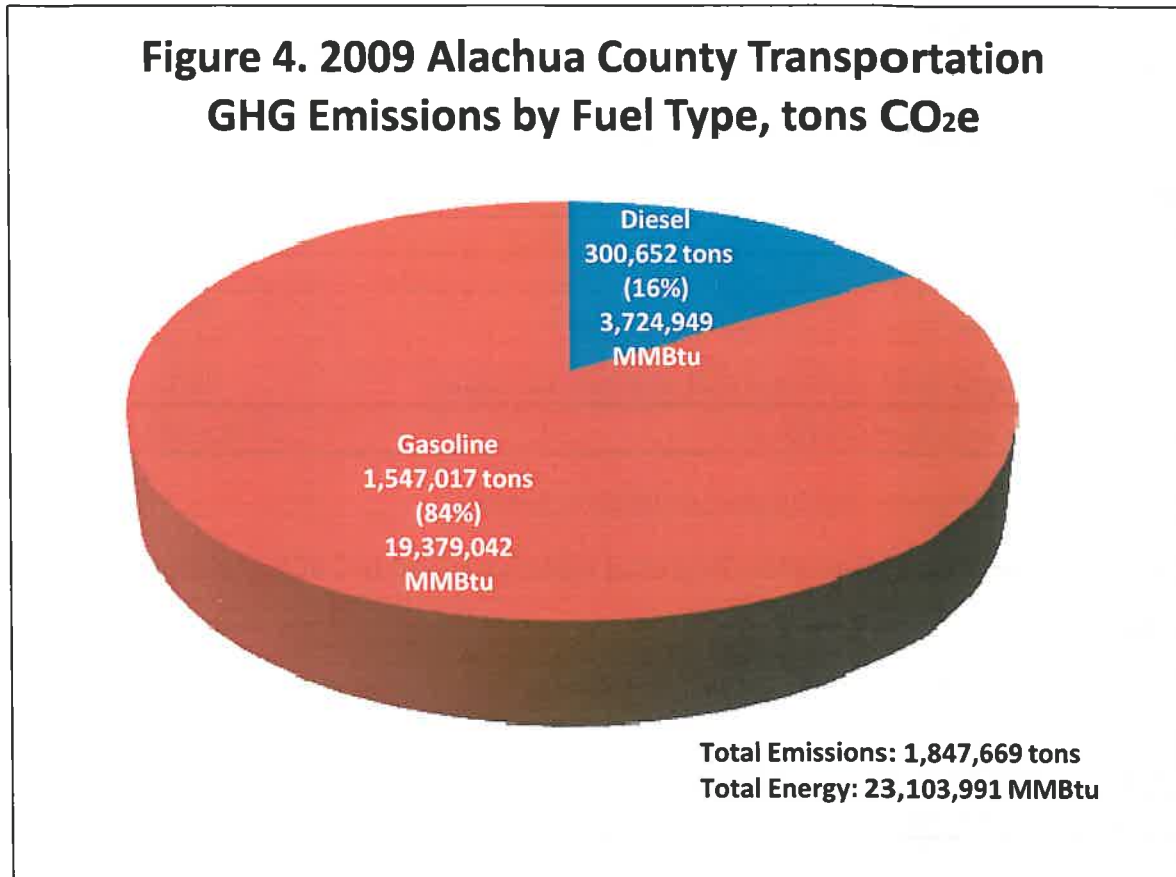 Figure 4. 2009 Alachua County Transportation
GHG Emissions by Fuel Type, tons CO₂e
Diesel
300,652 tons
(16%)
3,724,949
MMBtu
Gasoline
1,547,017 tons
(84%)
19,379,042
MMBtu
Total Emissions: 1,847,669 tons
Total Energy: 23,103,991 MMBtu